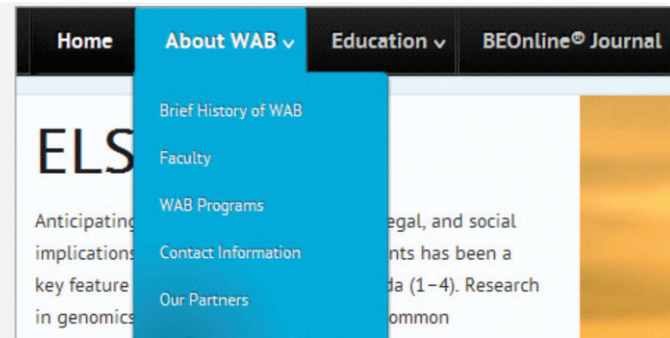 Home About WAB Education BEOnline® Journal
Brief History of WAB
Faculty
WAB Programs
Contact Information
Our Partners
ELS
Anticipating egal, and social
implications nts has been a
key feature da (1–4). Research
in genomics ommon